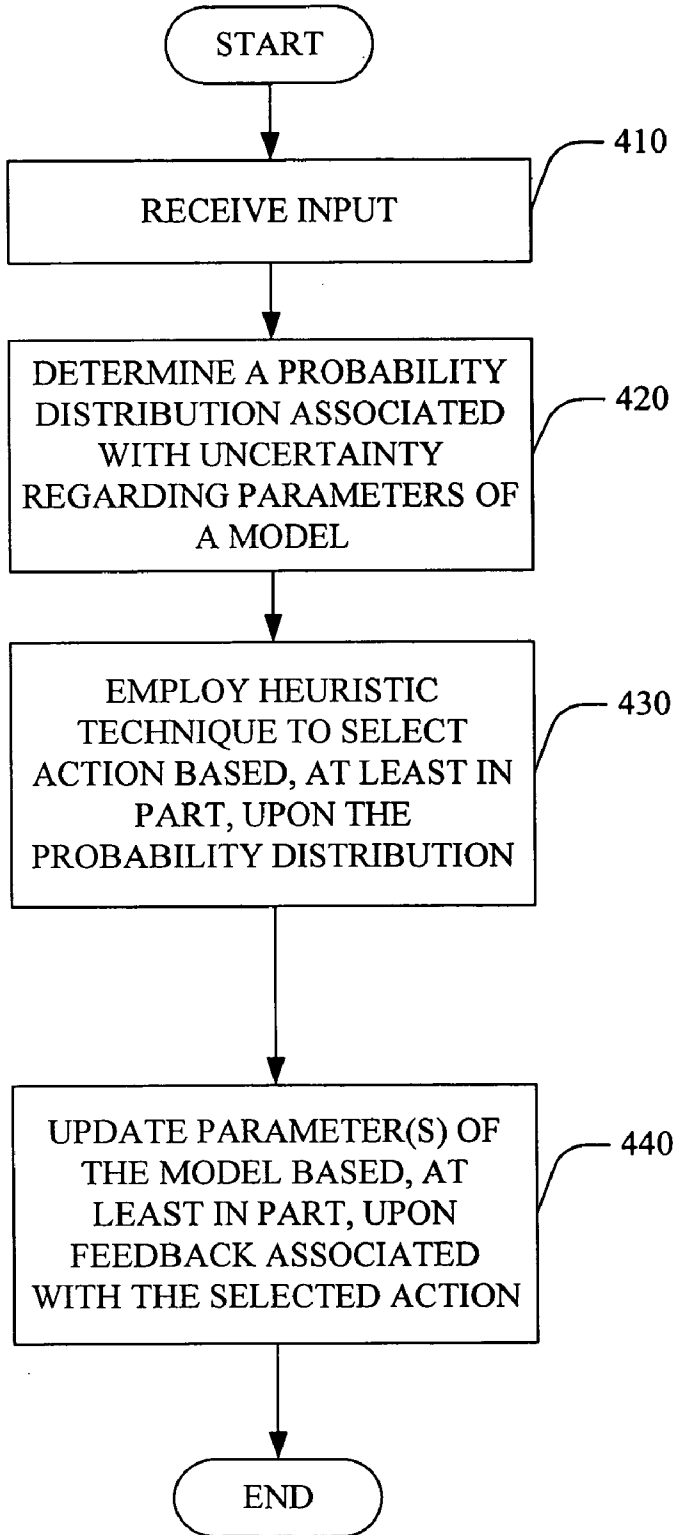 START
410
RECEIVE INPUT
DETERMINE A PROBABILITY
DISTRIBUTION ASSOCIATED
WITH UNCERTAINTY
REGARDING PARAMETERS OF
A MODEL
420
EMPLOY HEURISTIC
TECHNIQUE TO SELECT
ACTION BASED, AT LEAST IN
PART, UPON THE
PROBABILITY DISTRIBUTION
430
UPDATE PARAMETER(S) OF
THE MODEL BASED, AT
LEAST IN PART, UPON
FEEDBACK ASSOCIATED
WITH THE SELECTED ACTION
440
END